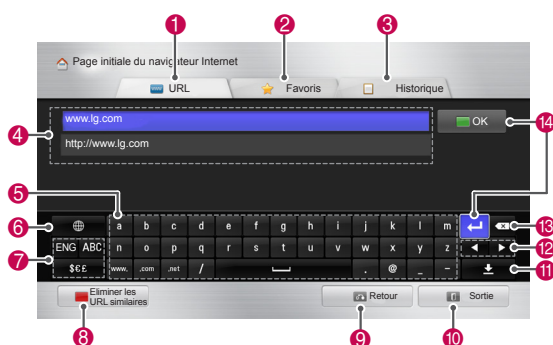 1 2 3
Page initiale du navigateur Internet
URL Favoris Historique
4 www.lg.com OK 14
http://www.lg.com
5
6 a b c d e f g h i j k l m 13
7 ENG ABC n o p q r s t u v w x y z 12
$€£ www. .com .net / . @ _ - 11
Eliminer les
URL similaires
Retour Sortie
8 9 10